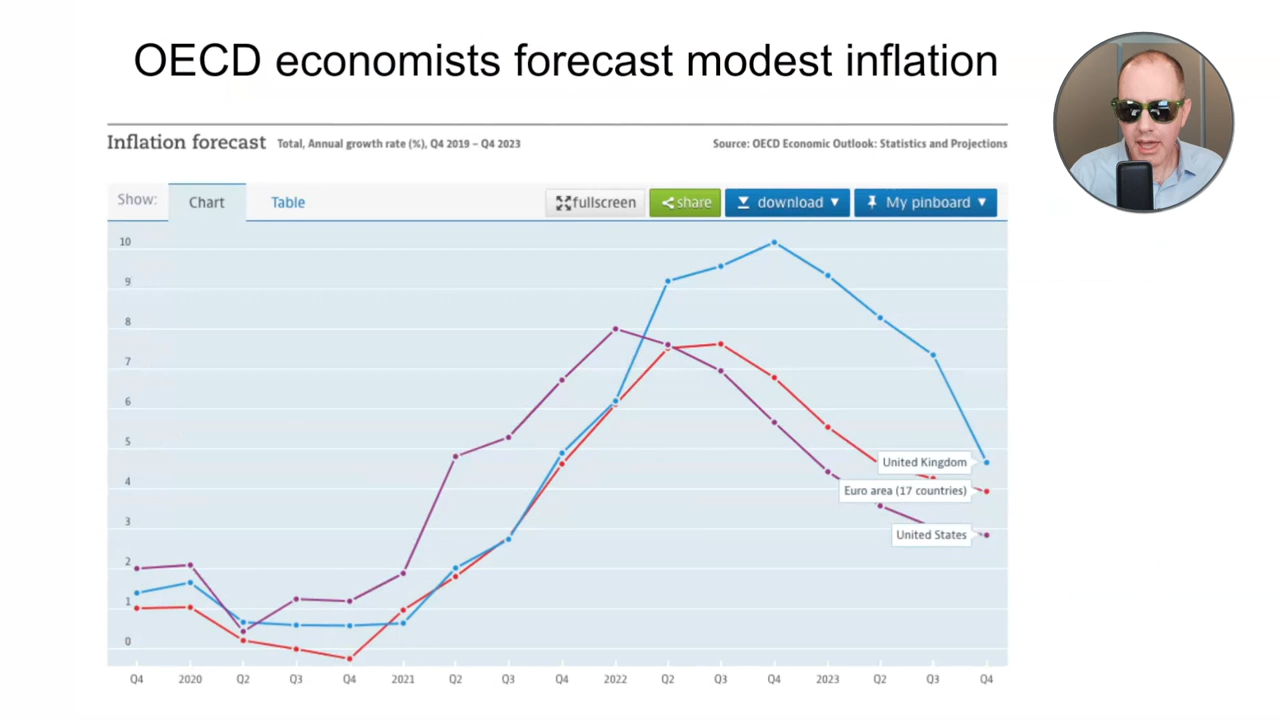 OECD economists forecast modest inflation
Inflation forecast Total, Annual growth rate (%), Q4 2019 – Q4 2023 Source: OECD Economic Outlook: Statistics and Projections
Show: Chart Table fullscreen share download ▼ My pinboard ▼
10
9
8
7
6
5
United Kingdom
4
Euro area (17 countries)
3
United States
2
1
0
Q4 2020 Q2 Q3 Q4 2021 Q2 Q3 Q4 2022 Q2 Q3 Q4 2023 Q2 Q3 Q4